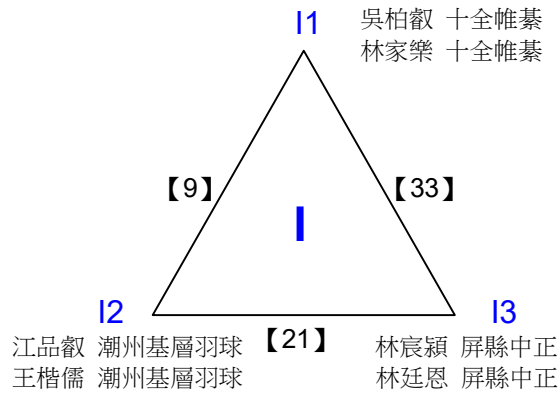 I1
吳柏叡 十全帷綦
林家樂 十全帷綦
【9】
【33】
I
I2
I3
江品叡 潮州基層羽球
王楷儒 潮州基層羽球
【21】
林宸潁 屏縣中正
林廷恩 屏縣中正